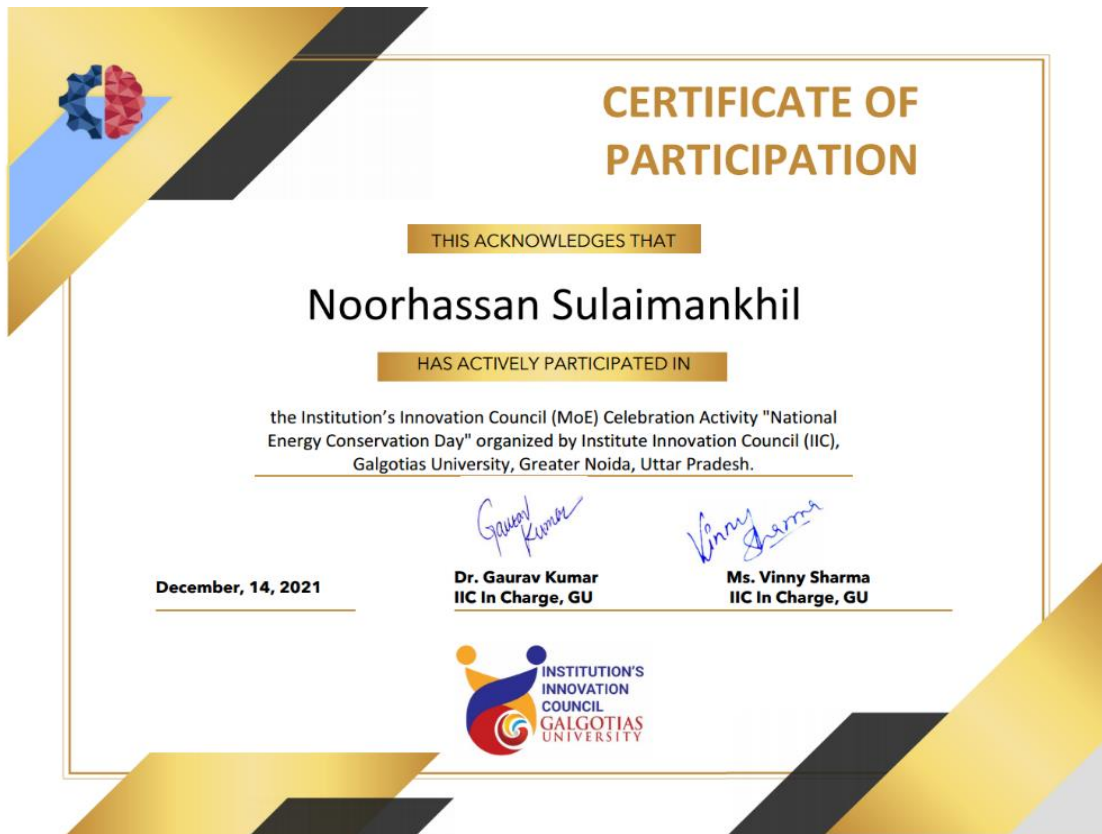 CERTIFICATE OF
PARTICIPATION
THIS ACKNOWLEDGES THAT
Noorhassan Sulaimankhil
HAS ACTIVELY PARTICIPATED IN
the Institution’s Innovation Council (MoE) Celebration Activity "National
Energy Conservation Day" organized by Institute Innovation Council (IIC),
Galgotias University, Greater Noida, Uttar Pradesh.
Gaurav
Kumar
Vinny
Sharma
December, 14, 2021
Dr. Gaurav Kumar
IIC In Charge, GU
Ms. Vinny Sharma
IIC In Charge, GU
INSTITUTION'S
INNOVATION
COUNCIL
GALGOTIAS
UNIVERSITY